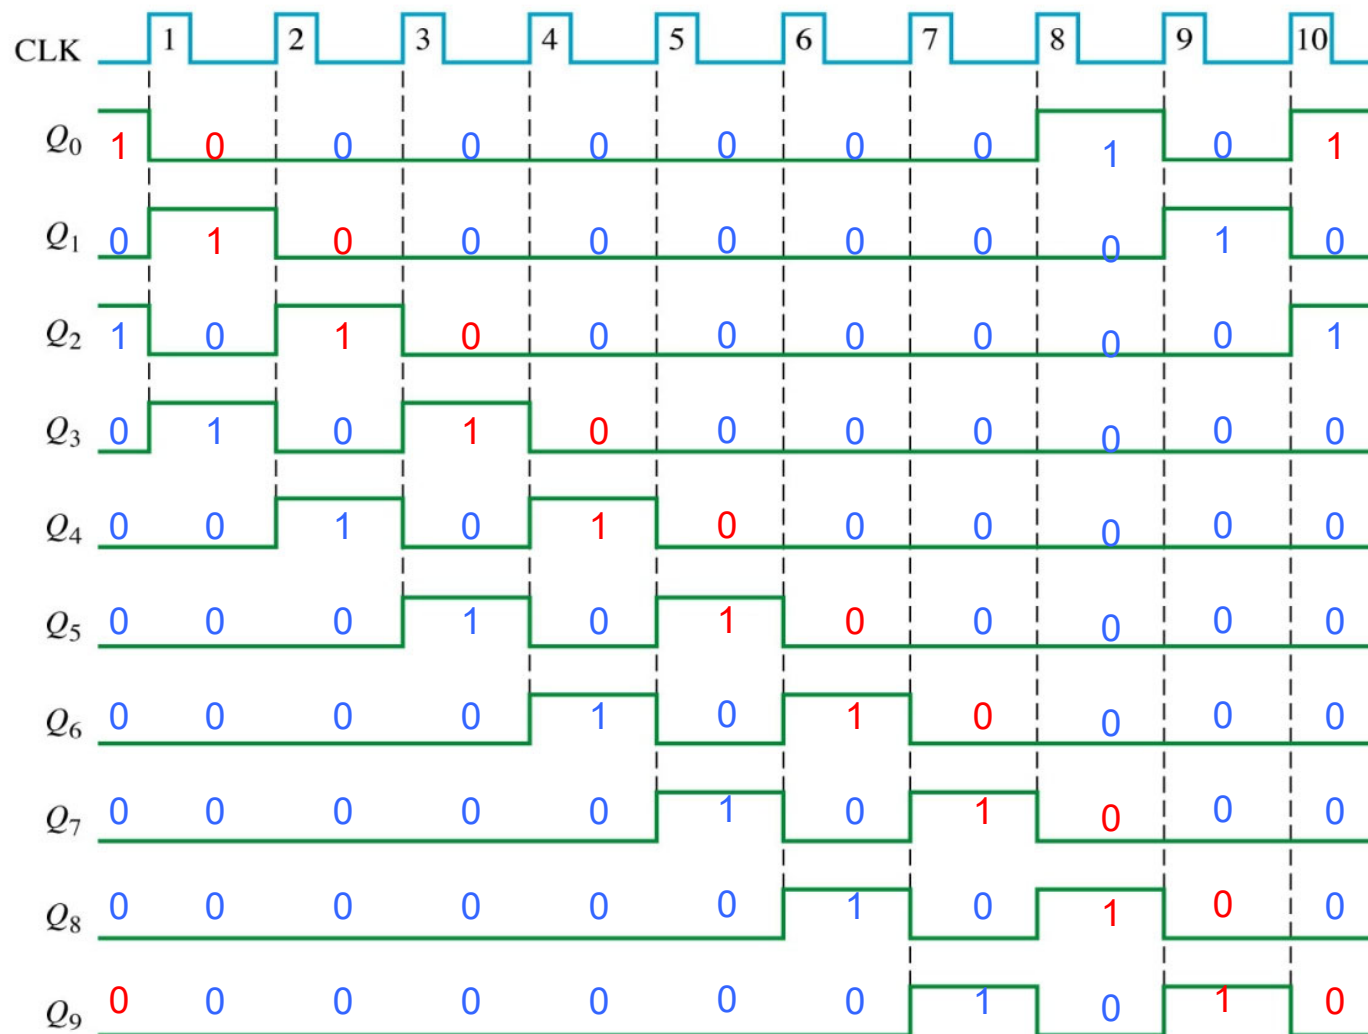 CLK 1 2 3 4 5 6 7 8 9 10
Q0 1 0 0 0 0 0 0 0 1 0 1
Q1 0 1 0 0 0 0 0 0 0 1 0
Q2 1 0 1 0 0 0 0 0 0 0 1
Q3 0 1 0 1 0 0 0 0 0 0 0
Q4 0 0 1 0 1 0 0 0 0 0 0
Q5 0 0 0 1 0 1 0 0 0 0 0
Q6 0 0 0 0 1 0 1 0 0 0 0
Q7 0 0 0 0 0 1 0 1 0 0 0
Q8 0 0 0 0 0 0 1 0 1 0 0
Q9 0 0 0 0 0 0 0 1 0 1 0